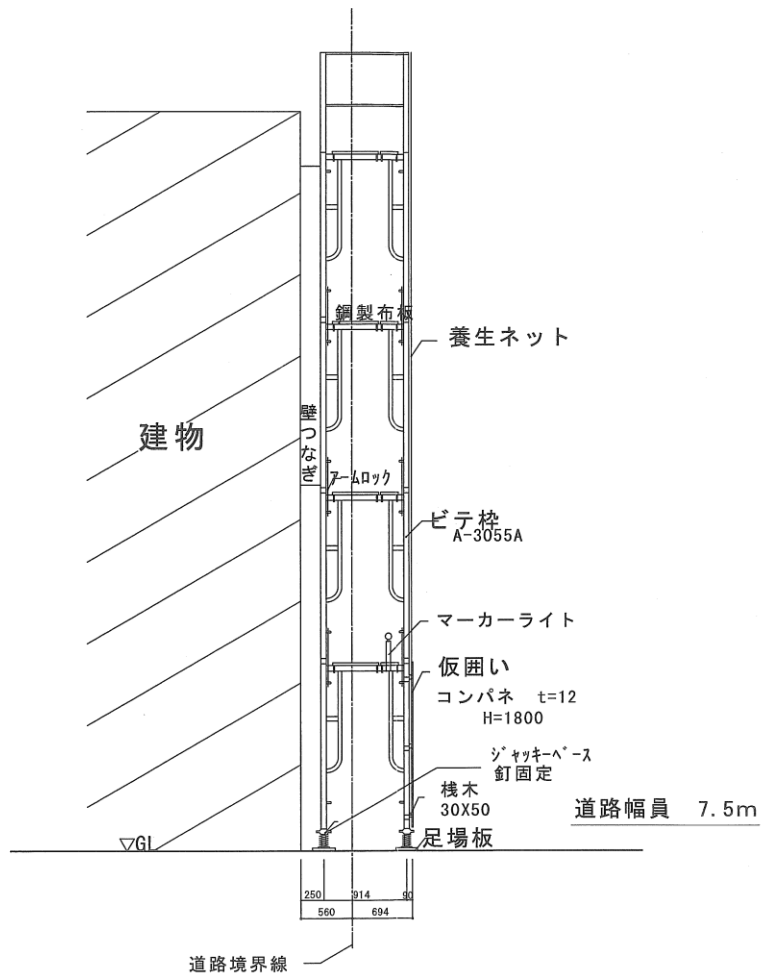 鋼製布板
養生ネット
建物
壁つなぎ
アームロック
ビテ枠
A-3055A
マーカーライト
仮囲い
コンパネ t=12
H=1800
ジャッキーベース
釘固定
桟木
30X50
道路幅員 7.5m
足場板
▽GL
250 914 90
560 694
道路境界線